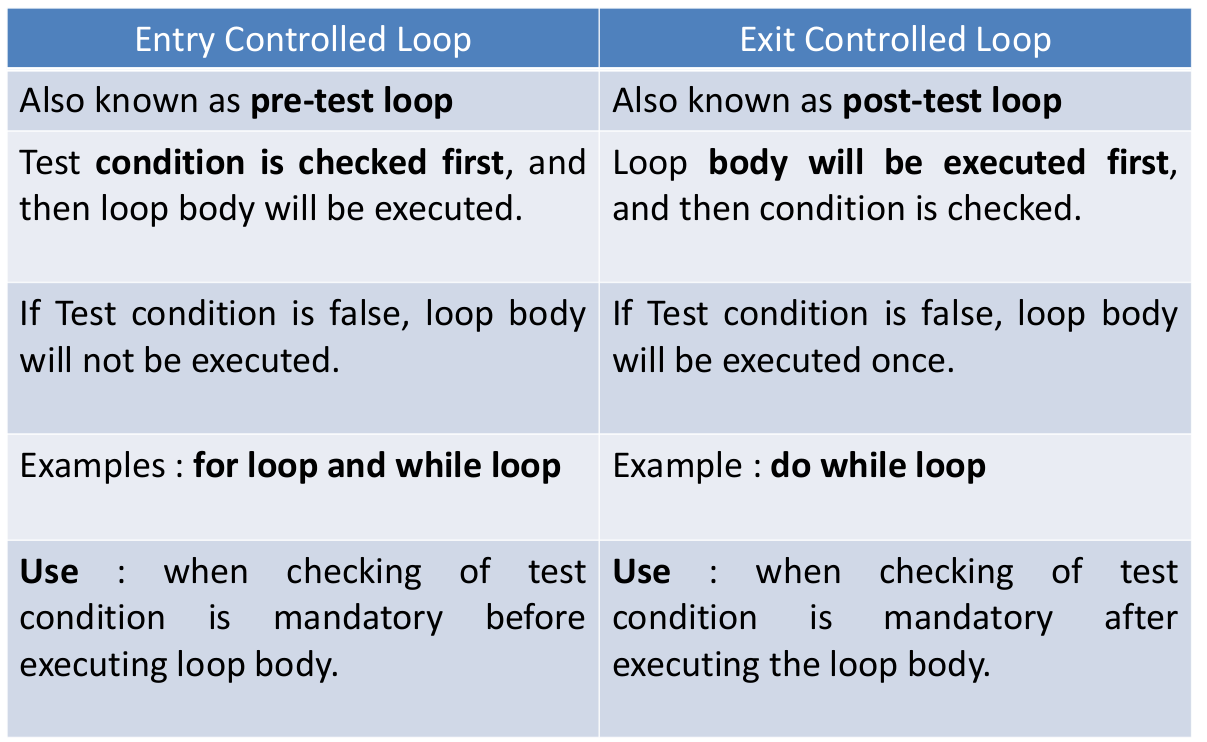 Entry Controlled Loop
Exit Controlled Loop
Also known as pre-test loop
Also known as post-test loop
Test condition is checked first, and
then loop body will be executed.
Loop body will be executed first,
and then condition is checked.
If Test condition is false, loop body
will not be executed.
If Test condition is false, loop body
will be executed once.
Examples : for loop and while loop
Example : do while loop
Use : when checking of test
condition is mandatory before
executing loop body.
Use : when checking of test
condition is mandatory after
executing the loop body.